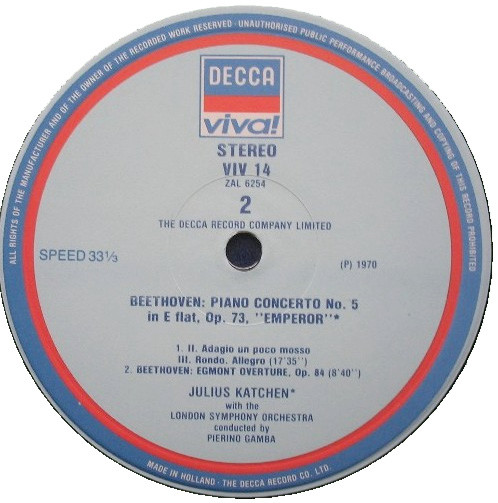 ALL RIGHTS OF THE MANUFACTURER AND OF THE OWNER OF THE RECORDED WORK RESERVED · UNAUTHORISED PUBLIC PERFORMANCE BROADCASTING AND COPYING OF THIS RECORD PROHIBITED
DECCA
viva!
STEREO
VIV 14
ZAL 6254
2
THE DECCA RECORD COMPANY LIMITED
SPEED 33⅓
(P) 1970
BEETHOVEN: PIANO CONCERTO No. 5
in E flat, Op. 73, "EMPEROR"*
1. II. Adagio un poco mosso
III. Rondo. Allegro (17'35")
2. BEETHOVEN: EGMONT OVERTURE, Op. 84 (8'40")
JULIUS KATCHEN*
with the
LONDON SYMPHONY ORCHESTRA
conducted by
PIERINO GAMBA
MADE IN HOLLAND · THE DECCA RECORD CO. LTD.